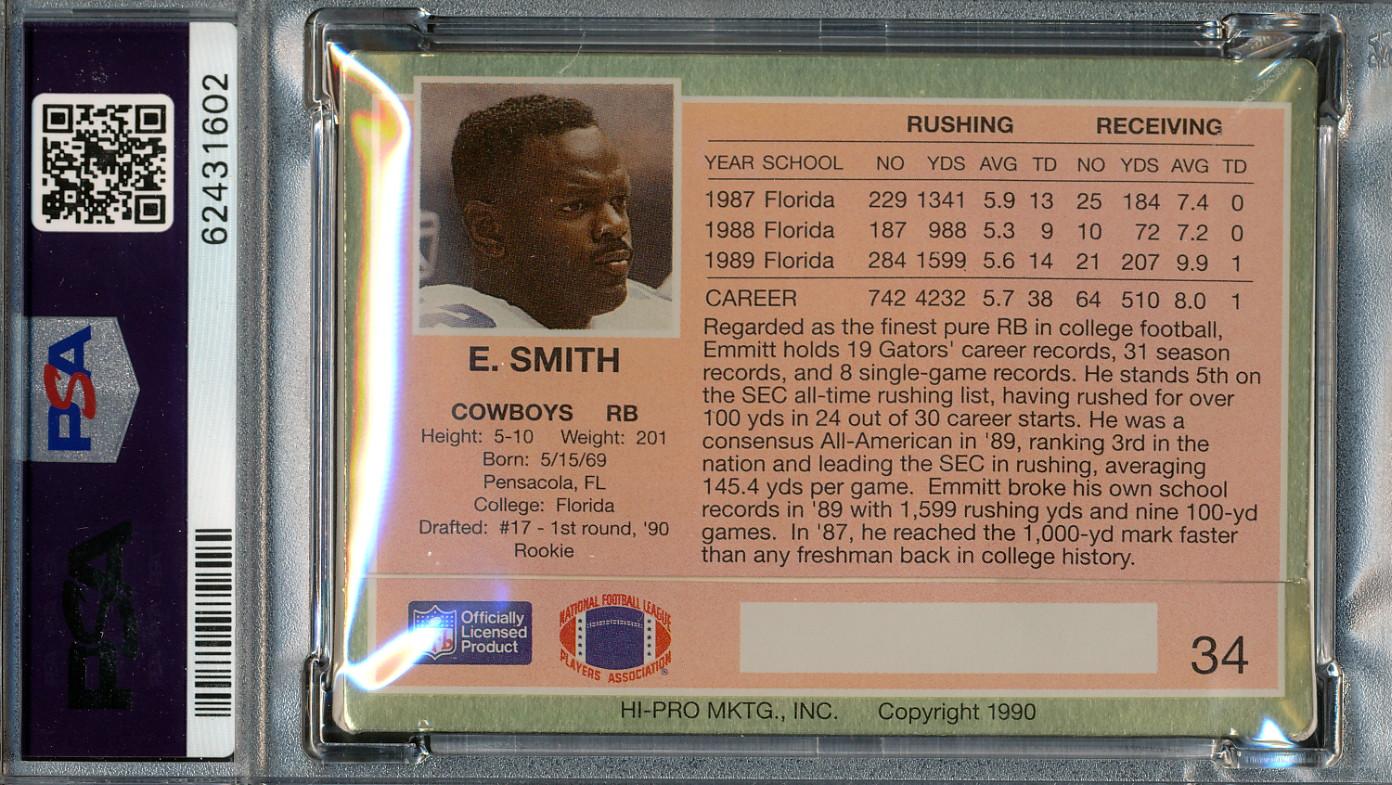 62431602
PSA
PSA
RUSHING RECEIVING
YEAR SCHOOL NO YDS AVG TD NO YDS AVG TD
1987 Florida 229 1341 5.9 13 25 184 7.4 0
1988 Florida 187 988 5.3 9 10 72 7.2 0
1989 Florida 284 1599 5.6 14 21 207 9.9 1
CAREER 742 4232 5.7 38 64 510 8.0 1
Regarded as the finest pure RB in college football,
Emmitt holds 19 Gators' career records, 31 season
records, and 8 single-game records. He stands 5th on
the SEC all-time rushing list, having rushed for over
100 yds in 24 out of 30 career starts. He was a
consensus All-American in '89, ranking 3rd in the
nation and leading the SEC in rushing, averaging
145.4 yds per game. Emmitt broke his own school
records in '89 with 1,599 rushing yds and nine 100-yd
games. In '87, he reached the 1,000-yd mark faster
than any freshman back in college history.
E. SMITH
COWBOYS RB
Height: 5-10 Weight: 201
Born: 5/15/69
Pensacola, FL
College: Florida
Drafted: #17 - 1st round, '90
Rookie
NFL
Officially
Licensed
Product
NATIONAL FOOTBALL LEAGUE
PLAYERS ASSOCIATION
®
34
HI-PRO MKTG., INC. Copyright 1990